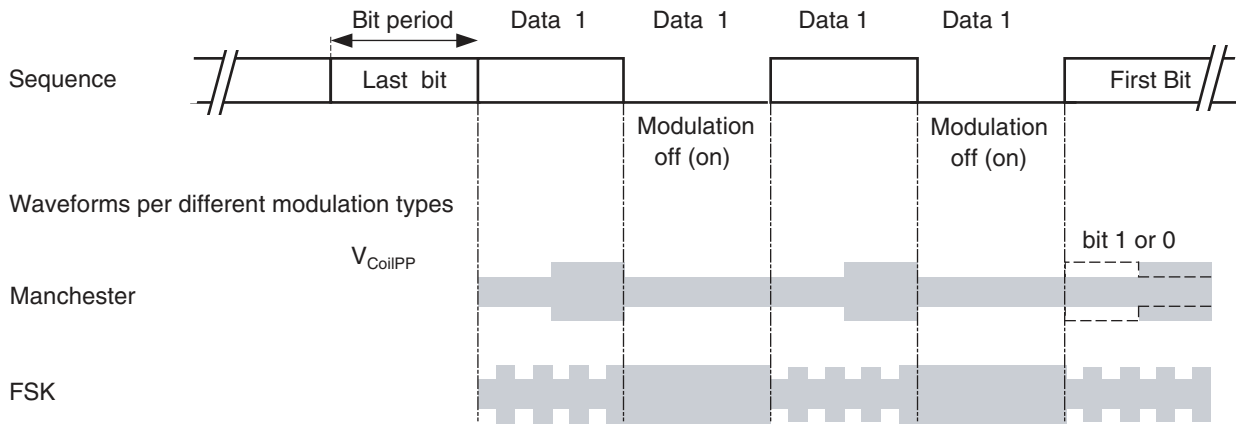 Bit period Data 1 Data 1 Data 1 Data 1
Sequence Last bit First Bit
Modulation off (on) Modulation off (on)
Waveforms per different modulation types
bit 1 or 0
VCoilPP
Manchester
FSK